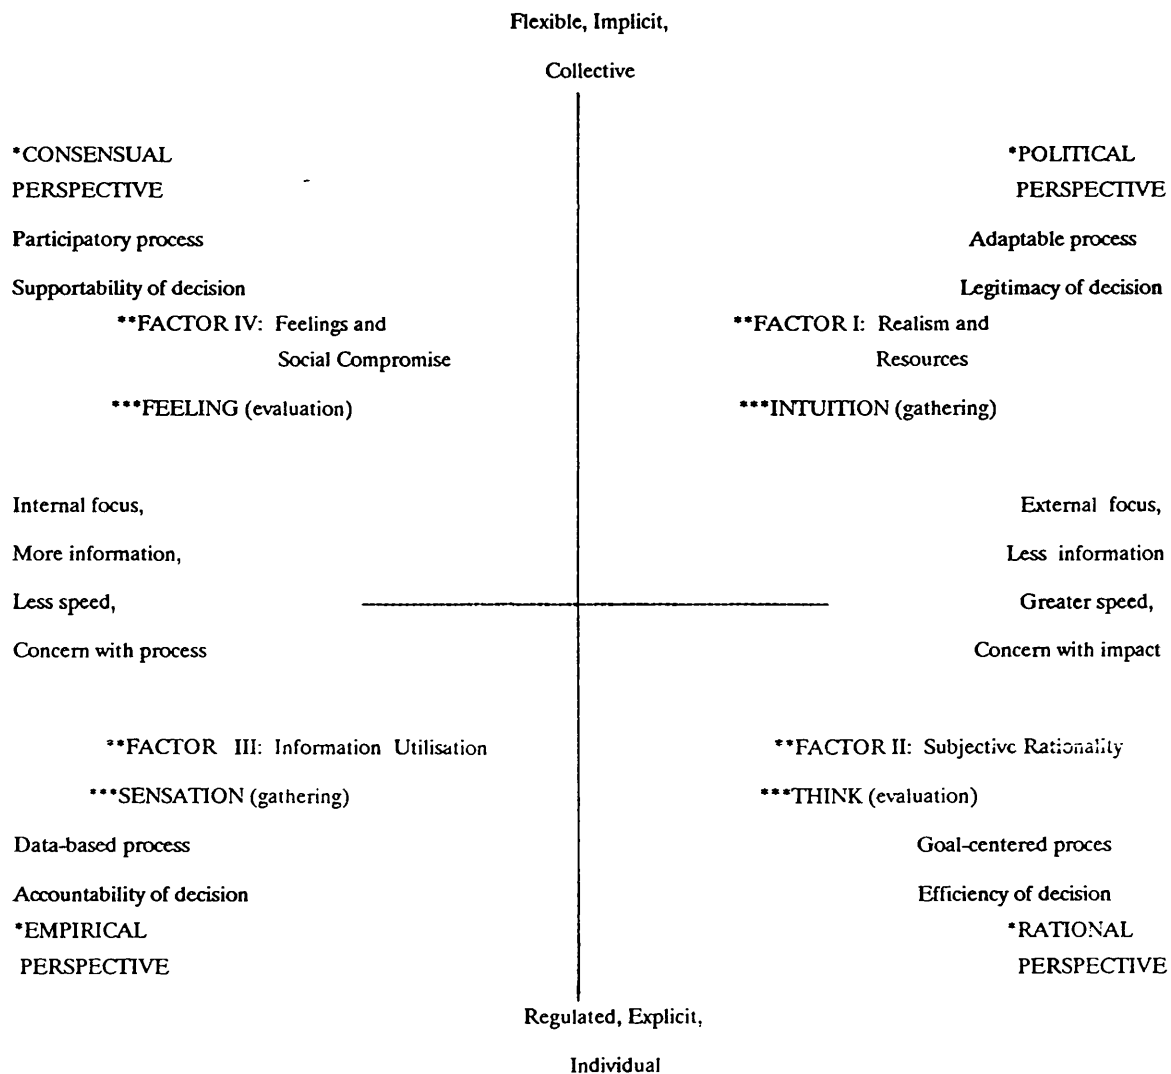 Flexible, Implicit,
Collective
*CONSENSUAL
PERSPECTIVE
*POLITICAL
PERSPECTIVE
Participatory process
Adaptable process
Supportability of decision
Legitimacy of decision
**FACTOR IV: Feelings and
Social Compromise
**FACTOR I: Realism and
Resources
***FEELING (evaluation)
***INTUITION (gathering)
Internal focus,
More information,
Less speed,
Concern with process
External focus,
Less information
Greater speed,
Concern with impact
**FACTOR III: Information Utilisation
**FACTOR II: Subjective Rationality
***SENSATION (gathering)
***THINK (evaluation)
Data-based process
Goal-centered proces
Accountability of decision
Efficiency of decision
*EMPIRICAL
PERSPECTIVE
*RATIONAL
PERSPECTIVE
Regulated, Explicit,
Individual